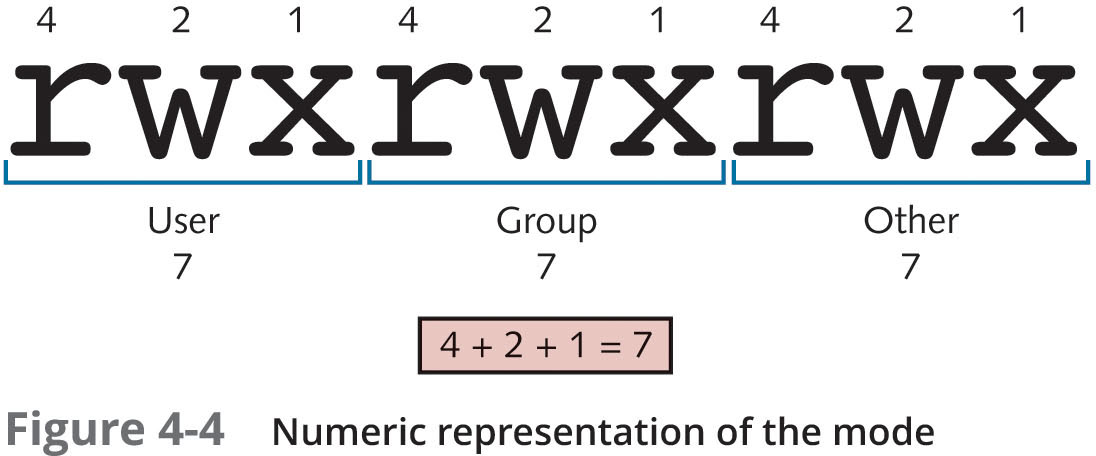 4 2 1 4 2 1 4 2 1
rwxrwxrwx
User Group Other
7 7 7
4 + 2 + 1 = 7
Figure 4-4 Numeric representation of the mode